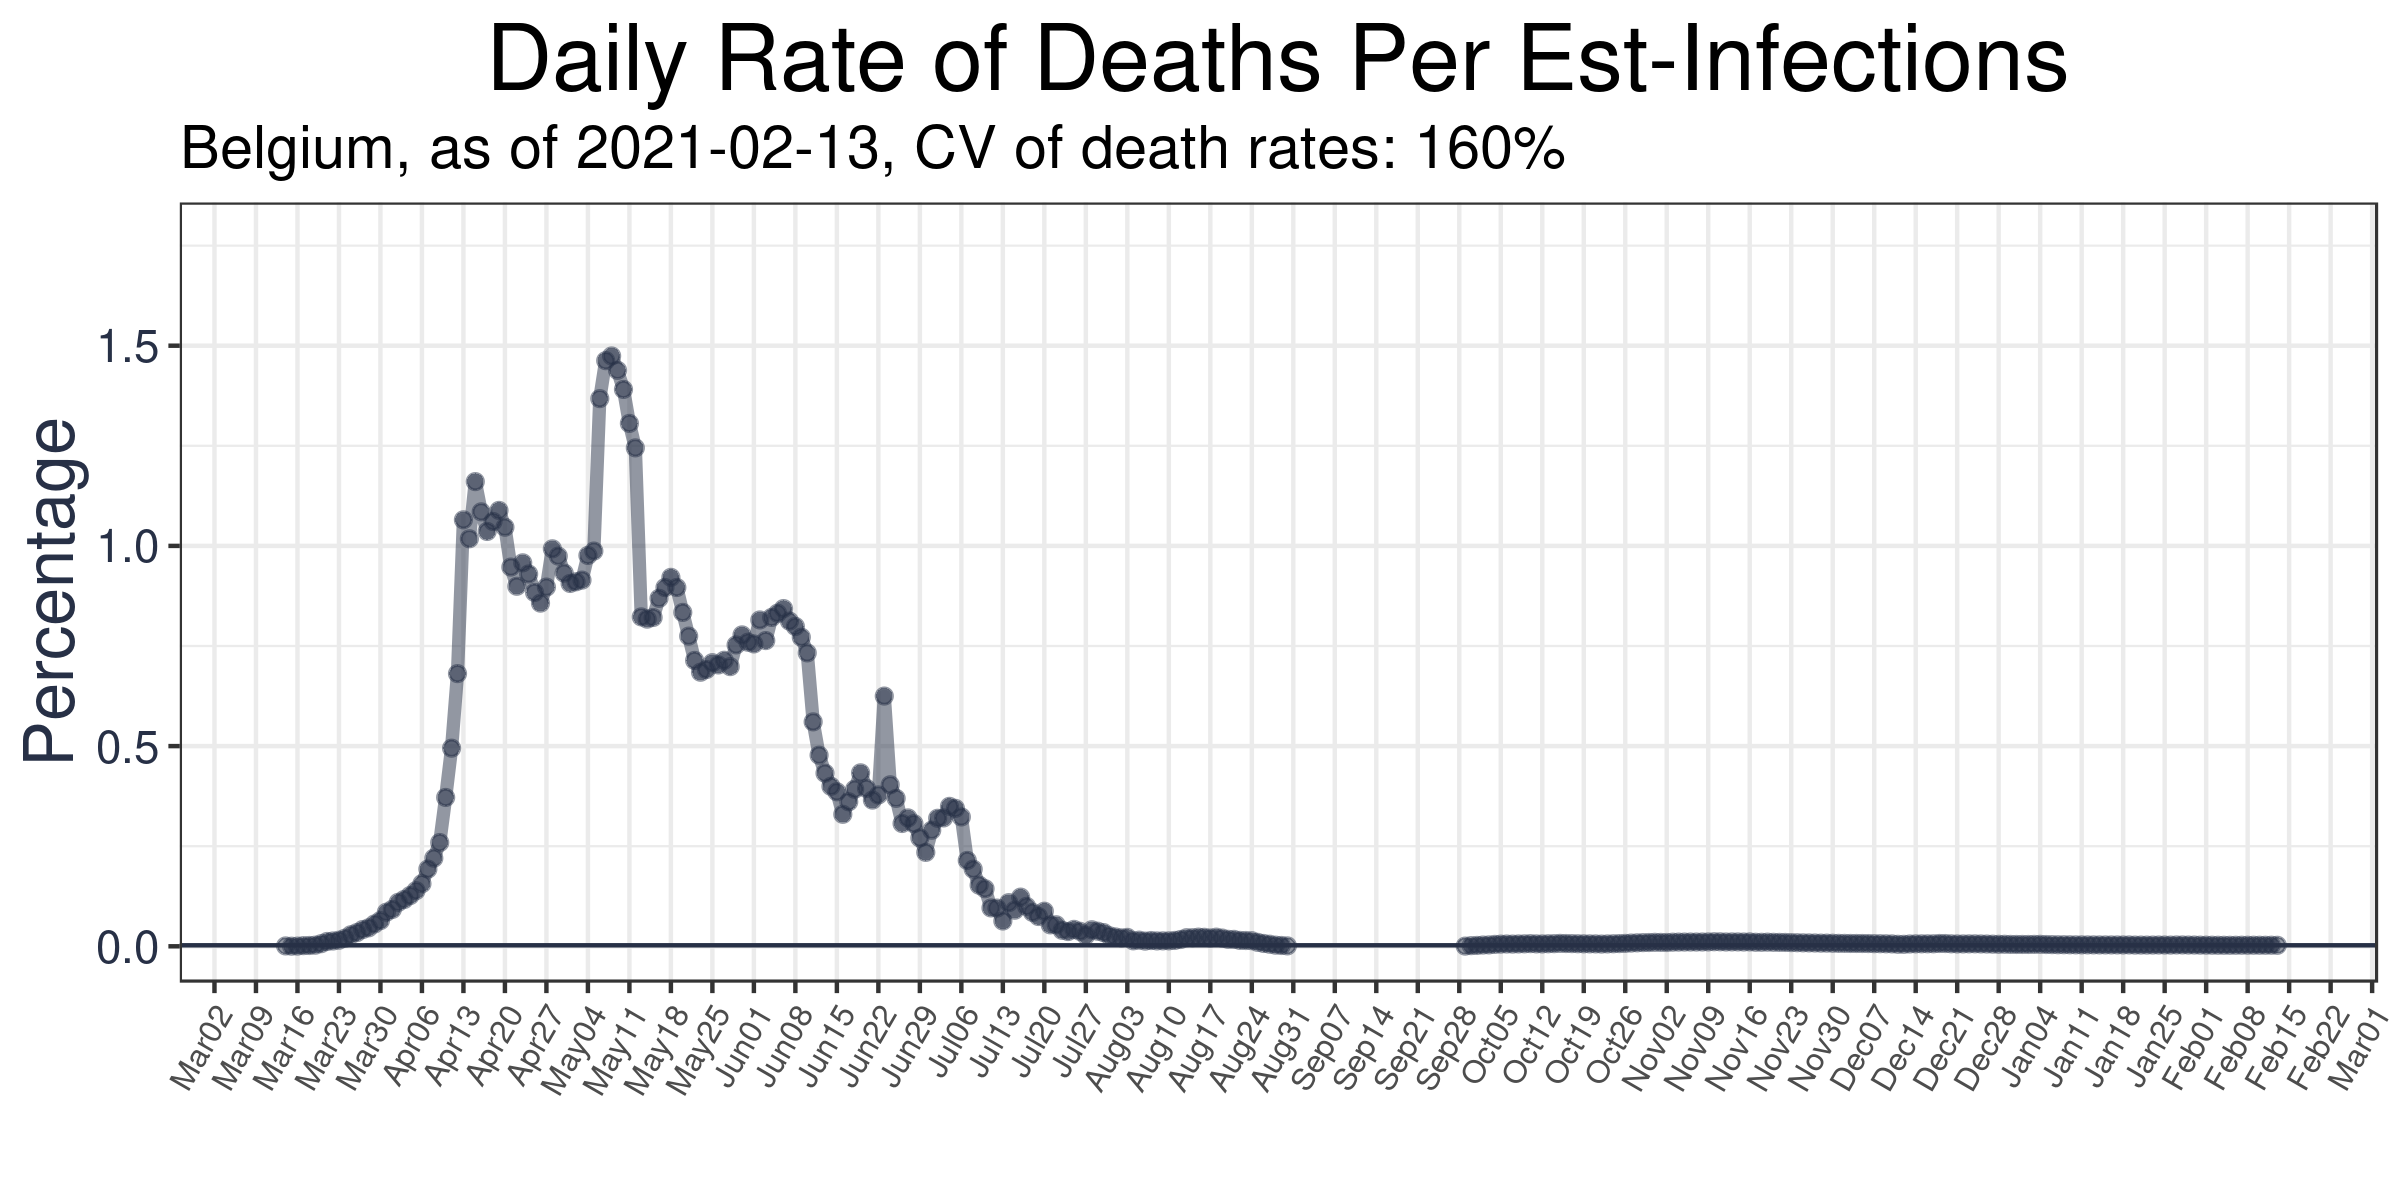 Daily Rate of Deaths Per Est-Infections
Belgium, as of 2021-02-13, CV of death rates: 160%
Percentage
1.5
1.0
0.5
0.0
Mar02
Mar09
Mar16
Mar23
Mar30
Apr06
Apr13
Apr20
Apr27
May04
May11
May18
May25
Jun01
Jun08
Jun15
Jun22
Jun29
Jul06
Jul13
Jul20
Jul27
Aug03
Aug10
Aug17
Aug24
Aug31
Sep07
Sep14
Sep21
Sep28
Oct05
Oct12
Oct19
Oct26
Nov02
Nov09
Nov16
Nov23
Nov30
Dec07
Dec14
Dec21
Dec28
Jan04
Jan11
Jan18
Jan25
Feb01
Feb08
Feb15
Feb22
Mar01